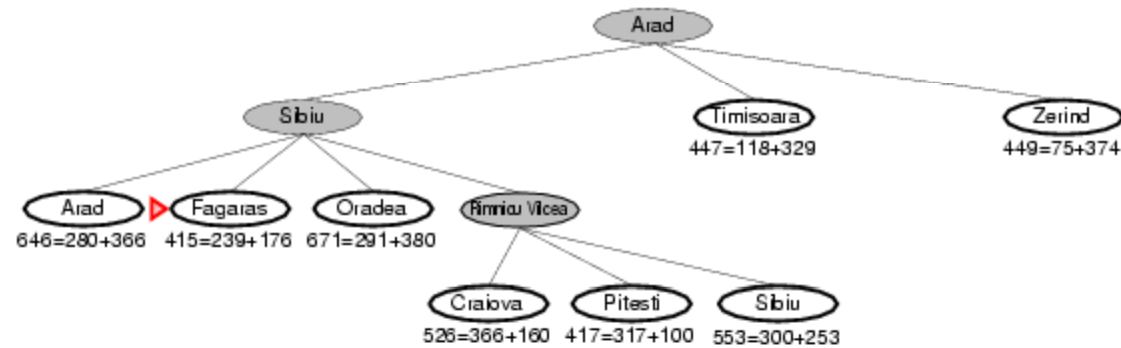 Arad
Sibiu
Timisoara
Zerind
447=118+329
449=75+374
Arad
Fagaras
Oradea
Rimnicu Vilcea
646=280+366
415=239+176
671=291+380
Craiova
Pitesti
Sibiu
526=366+160
417=317+100
553=300+253